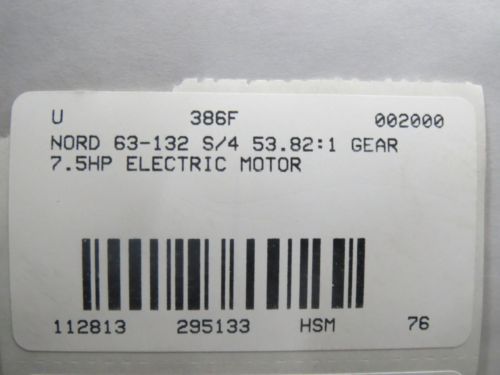 U 386F 002000
NORD 63-132 S/4 53.82:1 GEAR
7.5HP ELECTRIC MOTOR
112813 295133 HSM 76